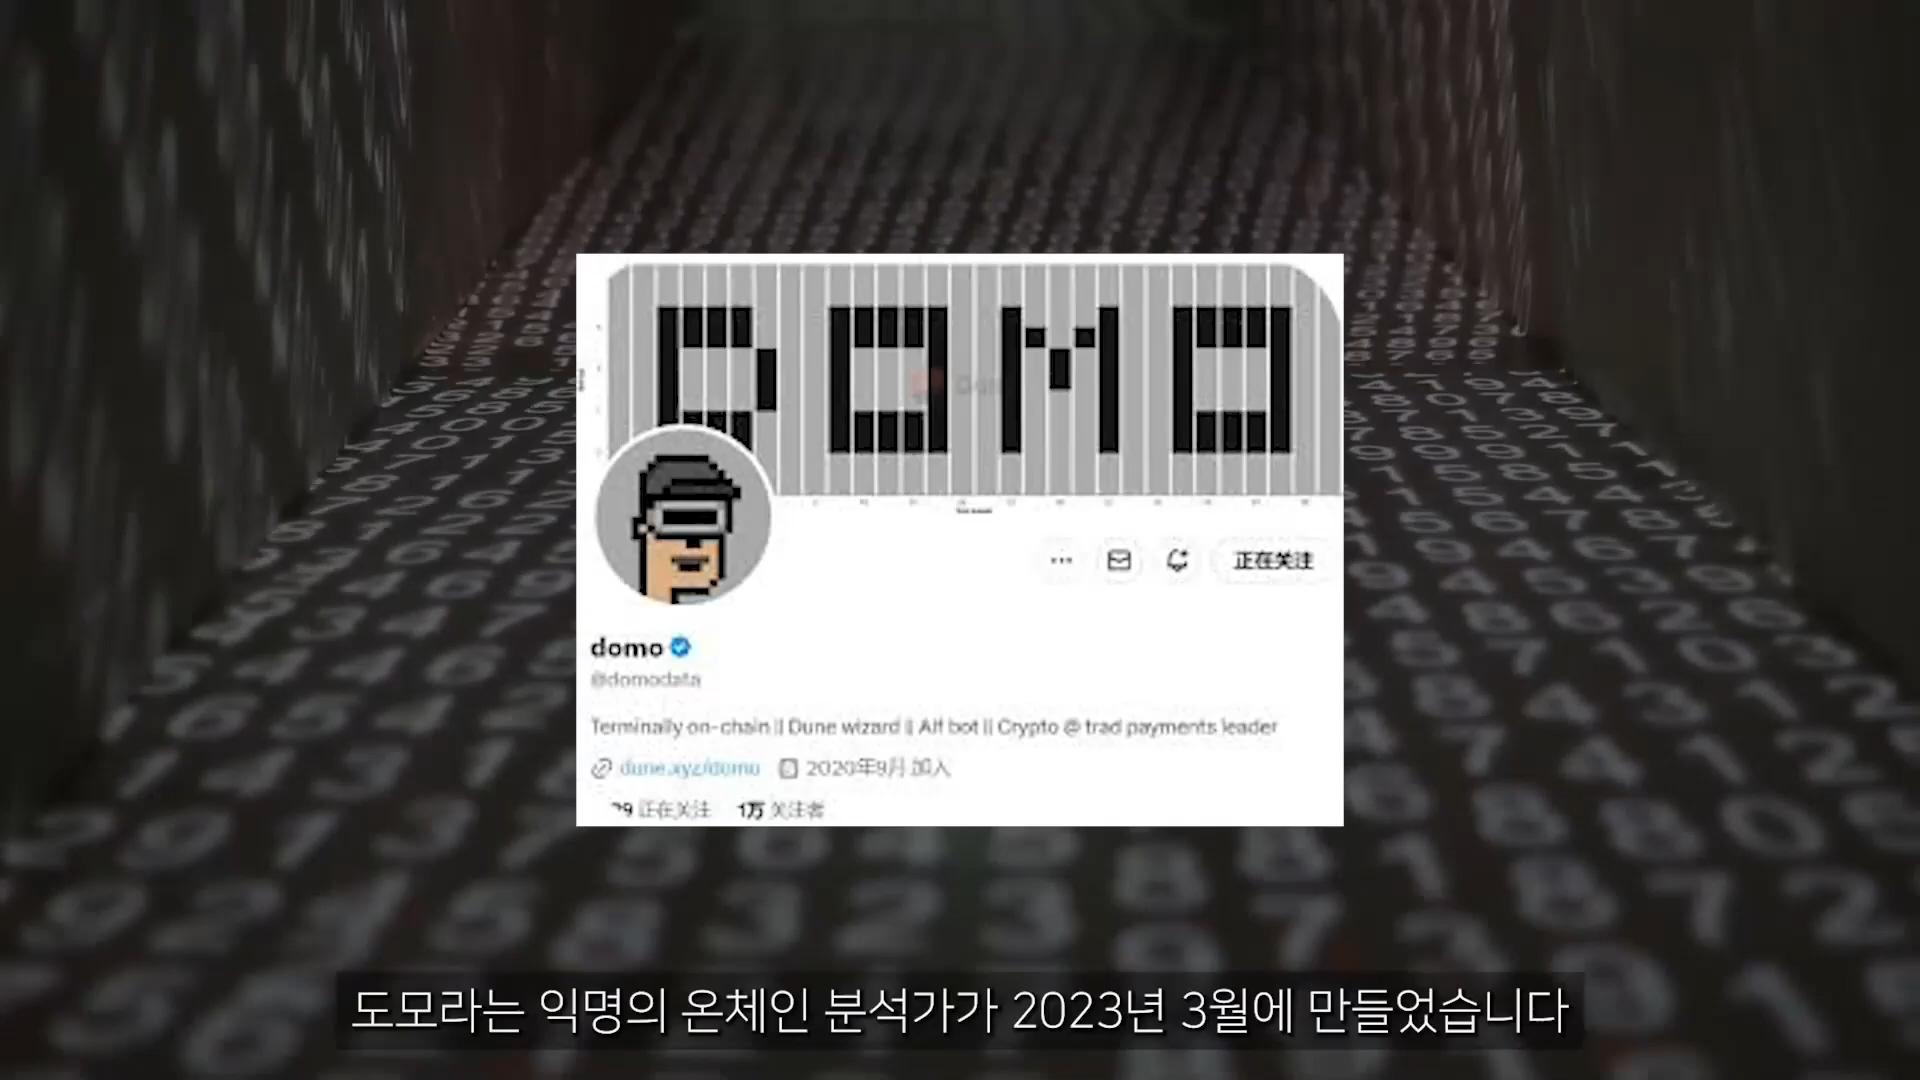 DOMO
正在关注
domo
@domodata
Terminally on-chain || Dune wizard || Alf bot || Crypto @ trad payments leader
dune.xyz/domo 2020年9月 加入
正在关注 1万 关注者
도모라는 익명의 온체인 분석가가 2023년 3월에 만들었습니다